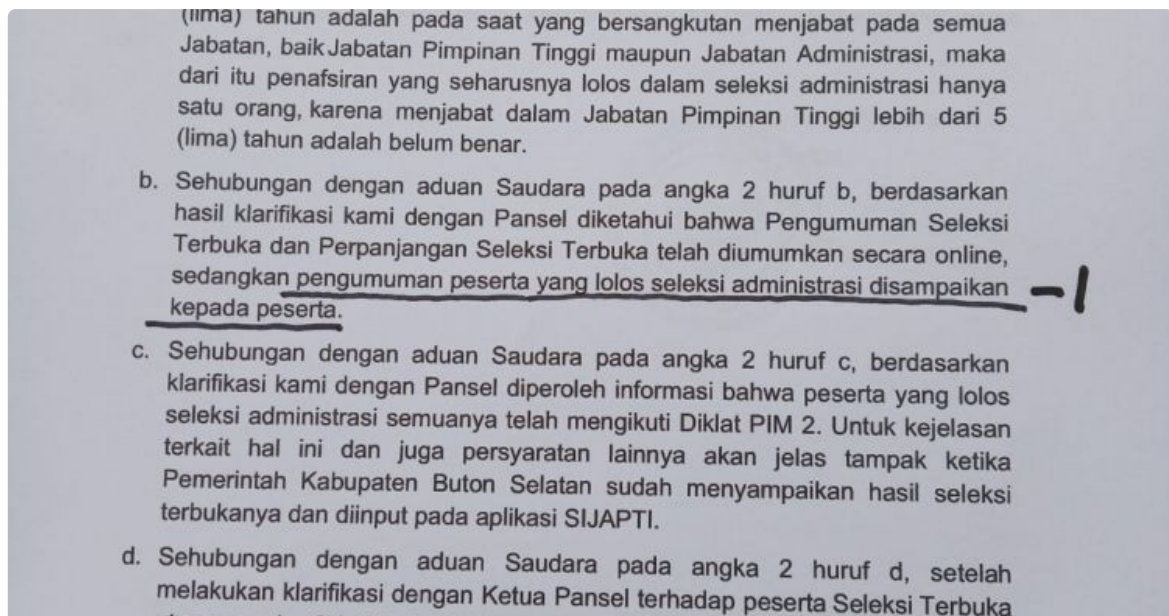 (lima) tahun adalah pada saat yang bersangkutan menjabat pada semua
Jabatan, baik Jabatan Pimpinan Tinggi maupun Jabatan Administrasi, maka
dari itu penafsiran yang seharusnya lolos dalam seleksi administrasi hanya
satu orang, karena menjabat dalam Jabatan Pimpinan Tinggi lebih dari 5
(lima) tahun adalah belum benar.
b. Sehubungan dengan aduan Saudara pada angka 2 huruf b, berdasarkan
hasil klarifikasi kami dengan Pansel diketahui bahwa Pengumuman Seleksi
Terbuka dan Perpanjangan Seleksi Terbuka telah diumumkan secara online,
sedangkan pengumuman peserta yang lolos seleksi administrasi disampaikan -1
kepada peserta.
c. Sehubungan dengan aduan Saudara pada angka 2 huruf c, berdasarkan
klarifikasi kami dengan Pansel diperoleh informasi bahwa peserta yang lolos
seleksi administrasi semuanya telah mengikuti Diklat PIM 2. Untuk kejelasan
terkait hal ini dan juga persyaratan lainnya akan jelas tampak ketika
Pemerintah Kabupaten Buton Selatan sudah menyampaikan hasil seleksi
terbukanya dan diinput pada aplikasi SIJAPTI.
d. Sehubungan dengan aduan Saudara pada angka 2 huruf d, setelah
melakukan klarifikasi dengan Ketua Pansel terhadap peserta Seleksi Terbuka